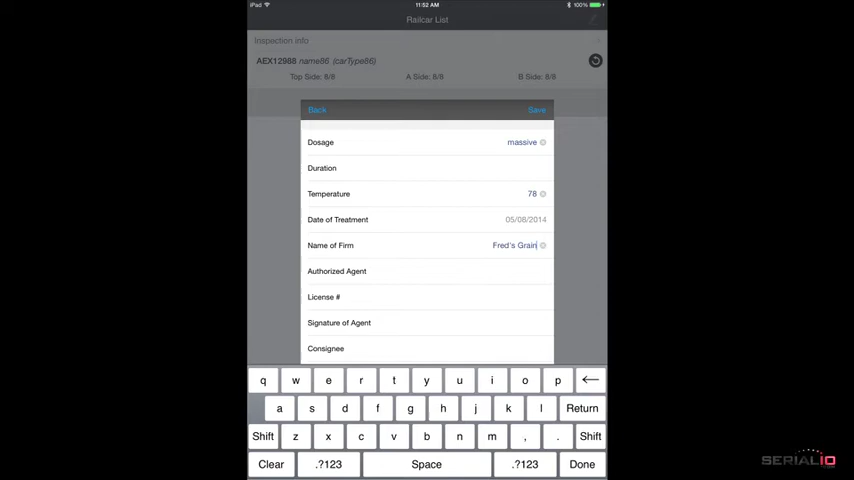 iPad 11:52 AM 100%
Railcar List
Inspection info
AEX12988 name86 (carType86)
Top Side: 8/8 A Side: 8/8 B Side: 8/8
Back Save
Dosage massive
Duration
Temperature 78
Date of Treatment 05/08/2014
Name of Firm Fred's Grain
Authorized Agent
License #
Signature of Agent
Consignee
q w e r t y u i o p
a s d f g h j k l Return
Shift z x c v b n m , . Shift
Clear .?123 Space .?123 Done
SERIALIO